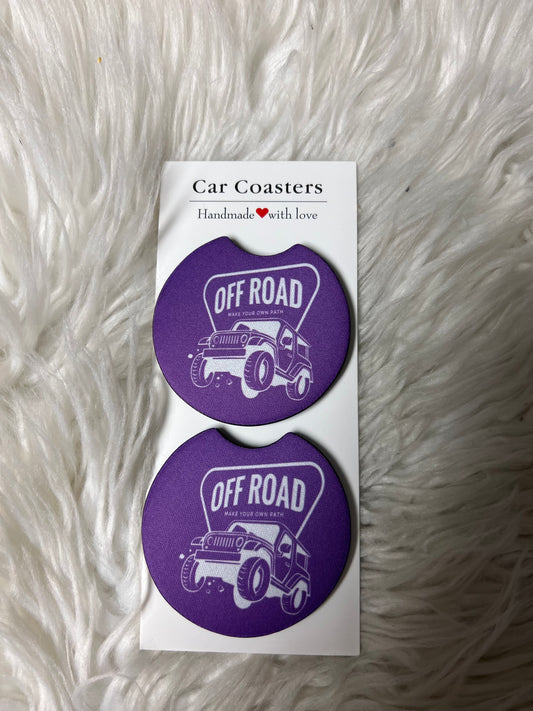 Car Coasters
Handmade❤with love
OFF ROAD
MAKE YOUR OWN PATH
OFF ROAD
MAKE YOUR OWN PATH